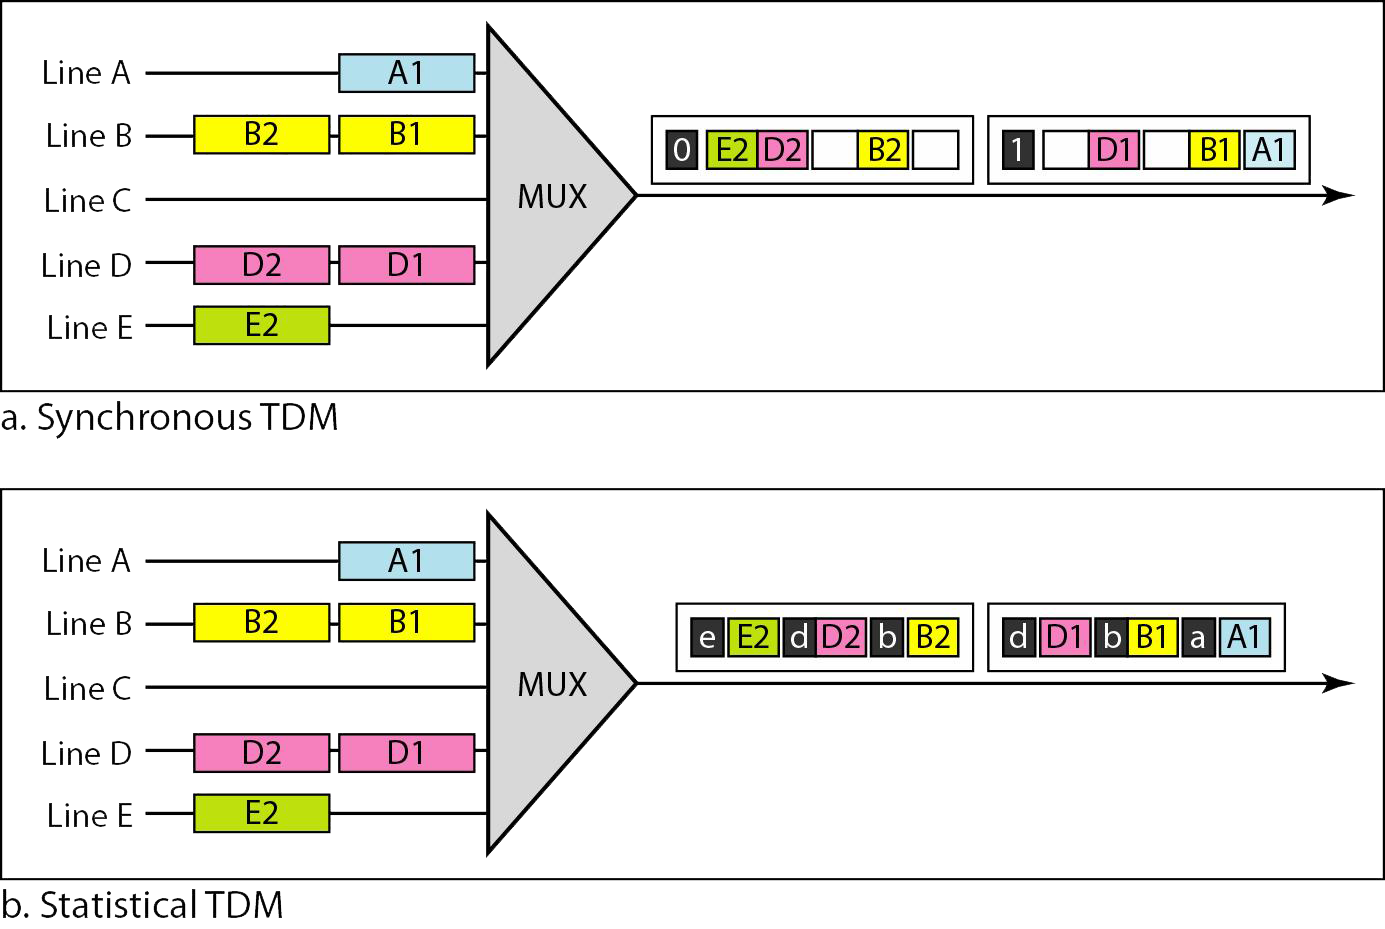 Line A A1
Line B B2 B1
Line C
Line D D2 D1
Line E E2
MUX
0 E2 D2 B2 1 D1 B1 A1
a. Synchronous TDM
Line A A1
Line B B2 B1
Line C
Line D D2 D1
Line E E2
MUX
e E2 d D2 b B2 d D1 b B1 a A1
b. Statistical TDM